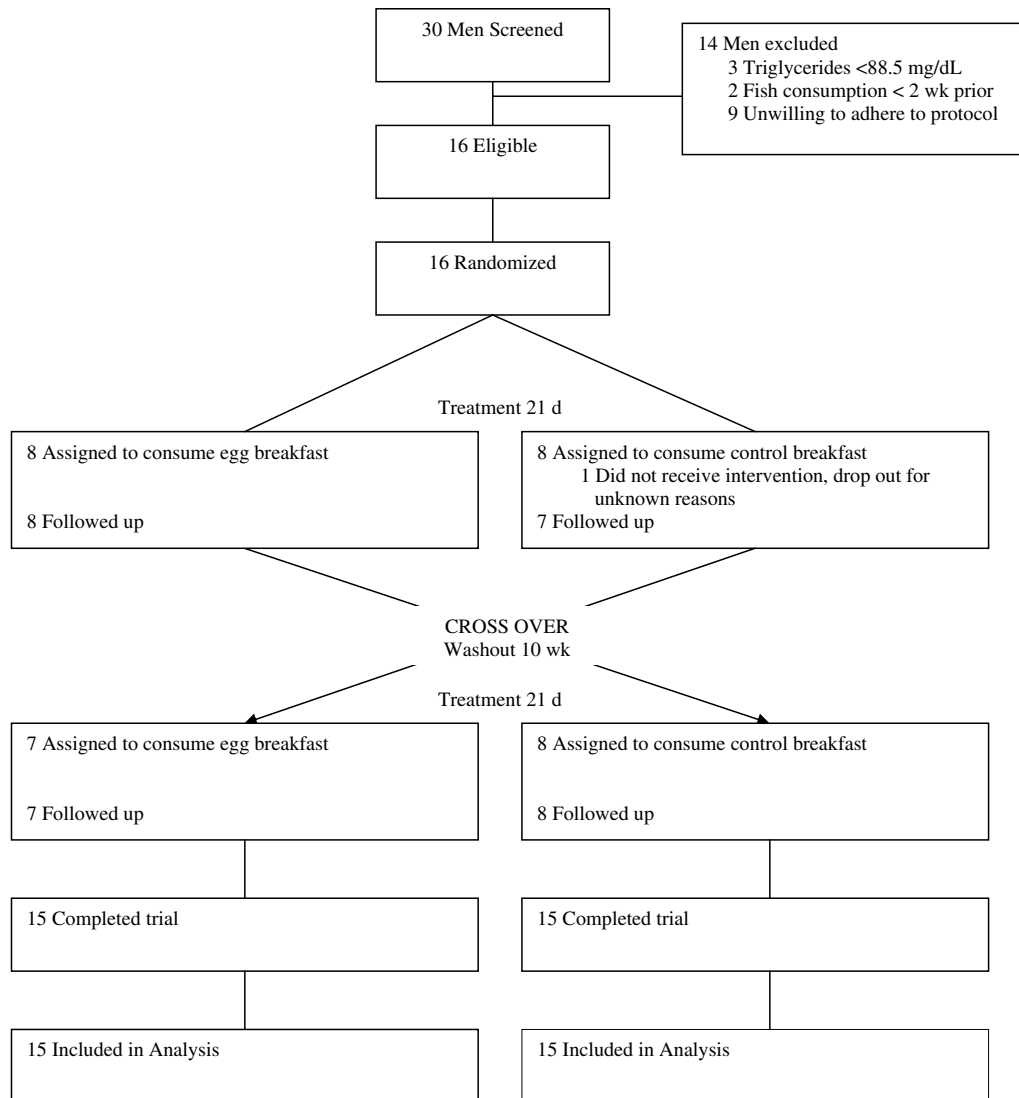 30 Men Screened
14 Men excluded
3 Triglycerides <88.5 mg/dL
2 Fish consumption < 2 wk prior
9 Unwilling to adhere to protocol
16 Eligible
16 Randomized
Treatment 21 d
8 Assigned to consume egg breakfast
8 Followed up
8 Assigned to consume control breakfast
1 Did not receive intervention, drop out for
unknown reasons
7 Followed up
CROSS OVER
Washout 10 wk
Treatment 21 d
7 Assigned to consume egg breakfast
7 Followed up
8 Assigned to consume control breakfast
8 Followed up
15 Completed trial
15 Completed trial
15 Included in Analysis
15 Included in Analysis